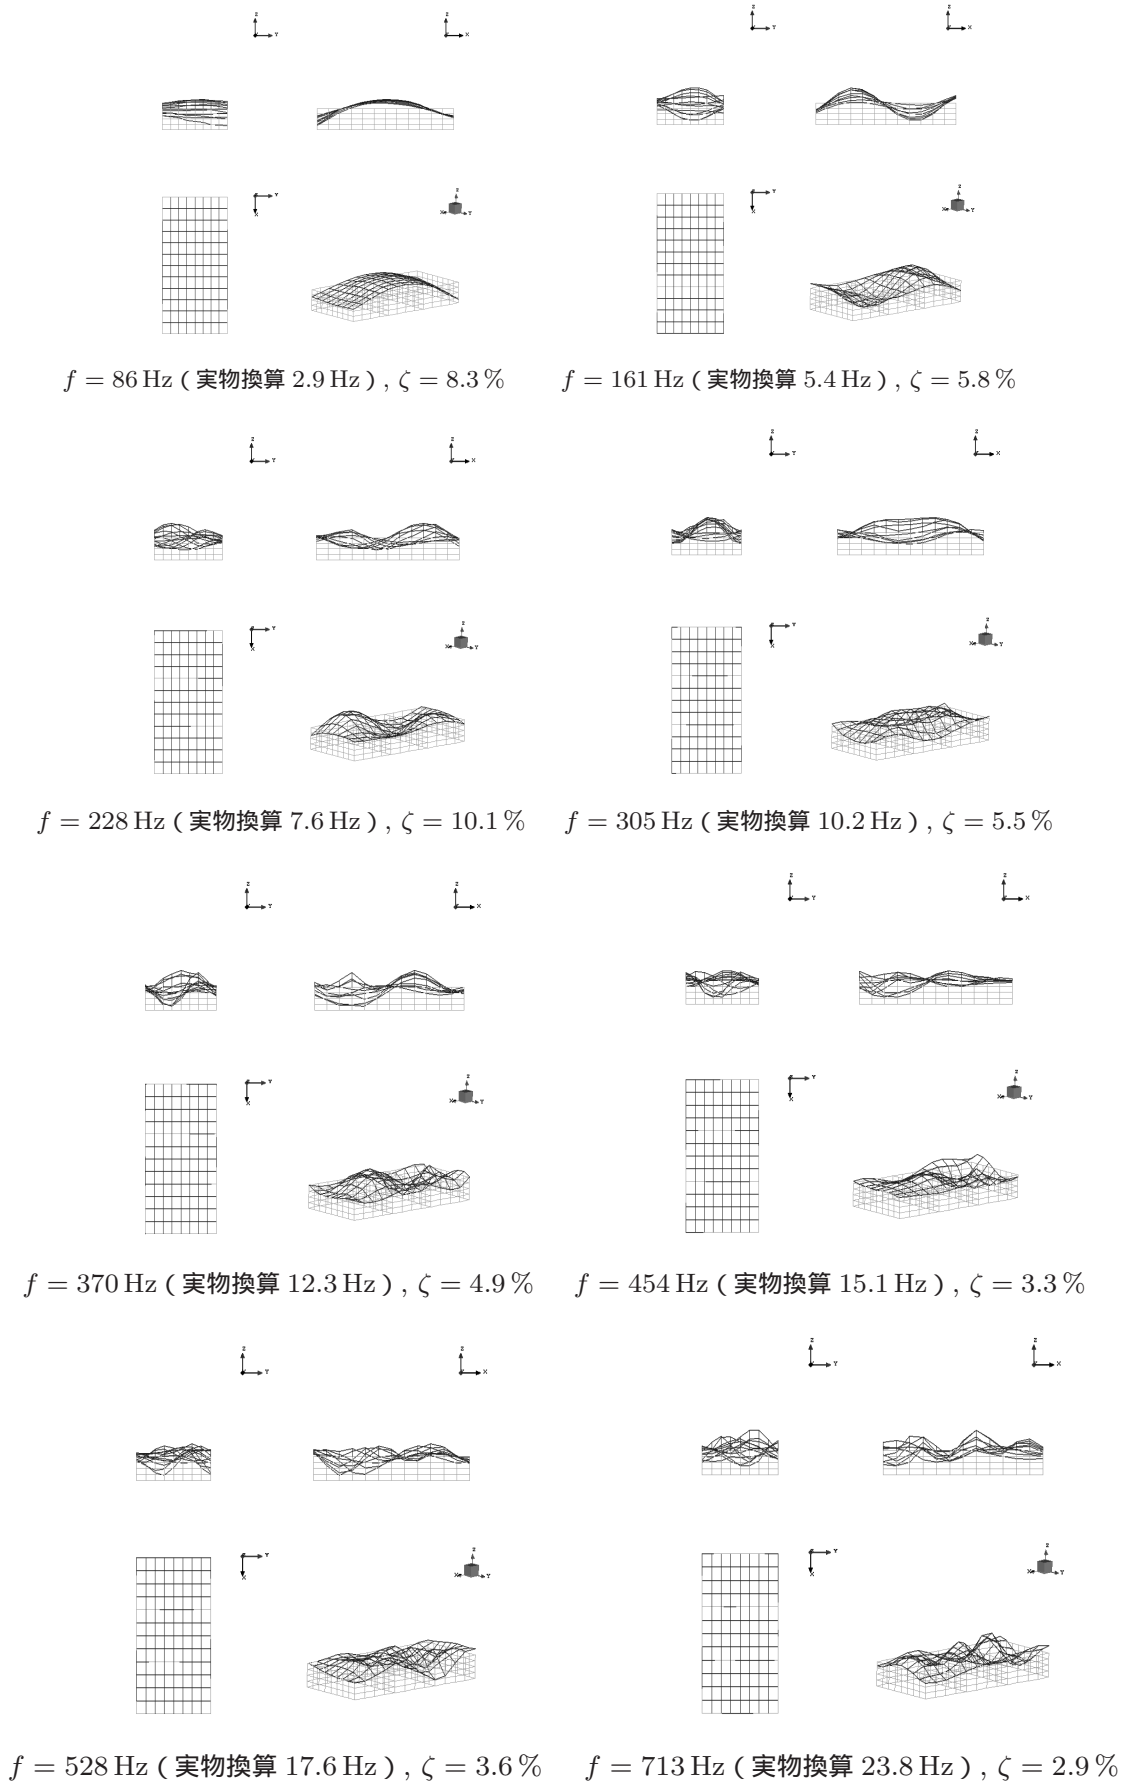 Z Z
Y X
Y Z
X X Y
f = 86 Hz（実物換算 2.9 Hz）, ζ = 8.3 %
Z Z
Y X
Y Z
X X Y
f = 161 Hz（実物換算 5.4 Hz）, ζ = 5.8 %
Z Z
Y X
Y Z
X X Y
f = 228 Hz（実物換算 7.6 Hz）, ζ = 10.1 %
Z Z
Y X
Y Z
X X Y
f = 305 Hz（実物換算 10.2 Hz）, ζ = 5.5 %
Z Z
Y X
Y Z
X X Y
f = 370 Hz（実物換算 12.3 Hz）, ζ = 4.9 %
Z Z
Y X
Y Z
X X Y
f = 454 Hz（実物換算 15.1 Hz）, ζ = 3.3 %
Z Z
Y X
Y Z
X X Y
f = 528 Hz（実物換算 17.6 Hz）, ζ = 3.6 %
Z Z
Y X
Y Z
X X Y
f = 713 Hz（実物換算 23.8 Hz）, ζ = 2.9 %